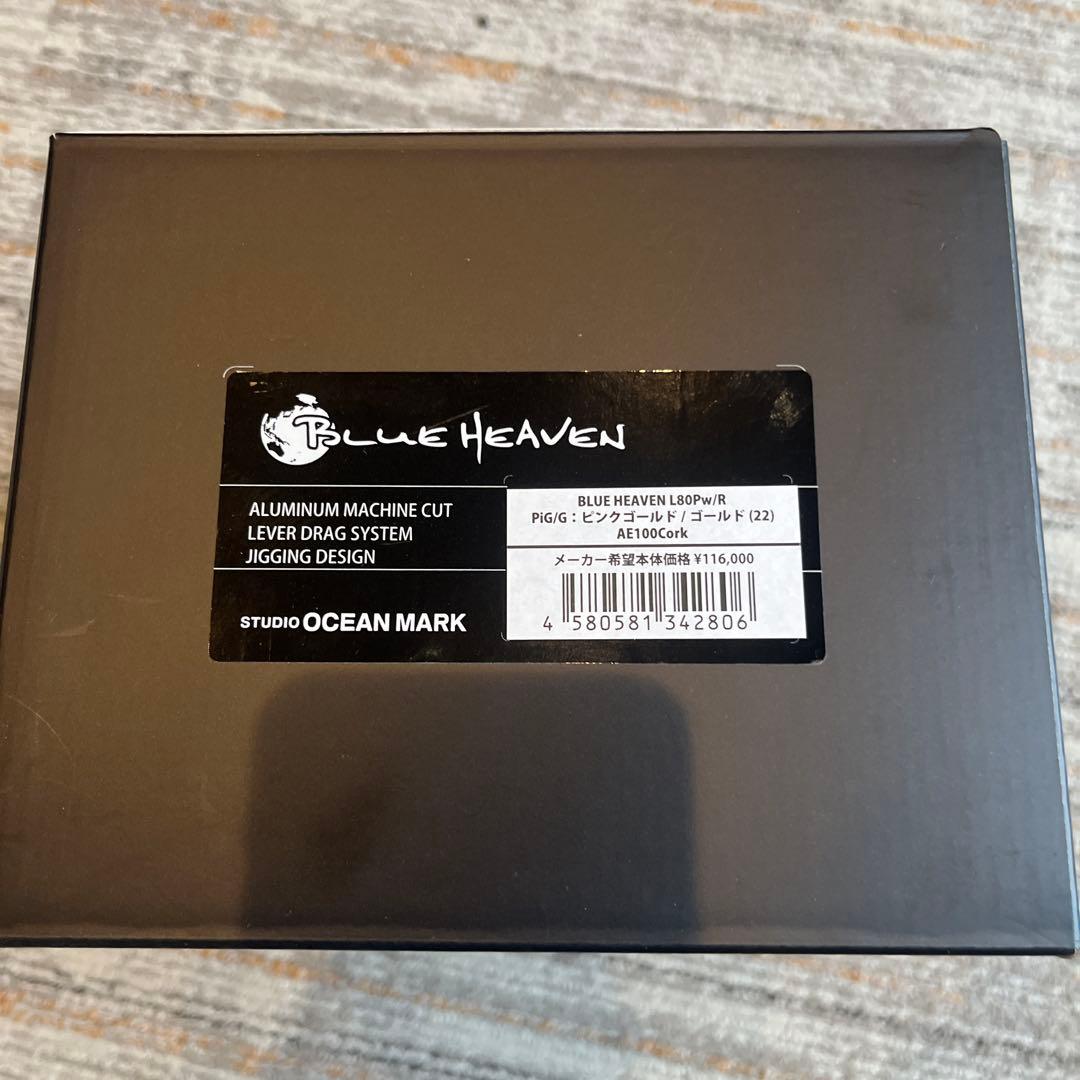 BLUE HEAVEN
ALUMINUM MACHINE CUT
LEVER DRAG SYSTEM
JIGGING DESIGN
STUDIO OCEAN MARK
BLUE HEAVEN L80Pw/R
PiG/G：ピンクゴールド / ゴールド (22)
AE100Cork
メーカー希望本体価格 ¥116,000
4 580581 342806